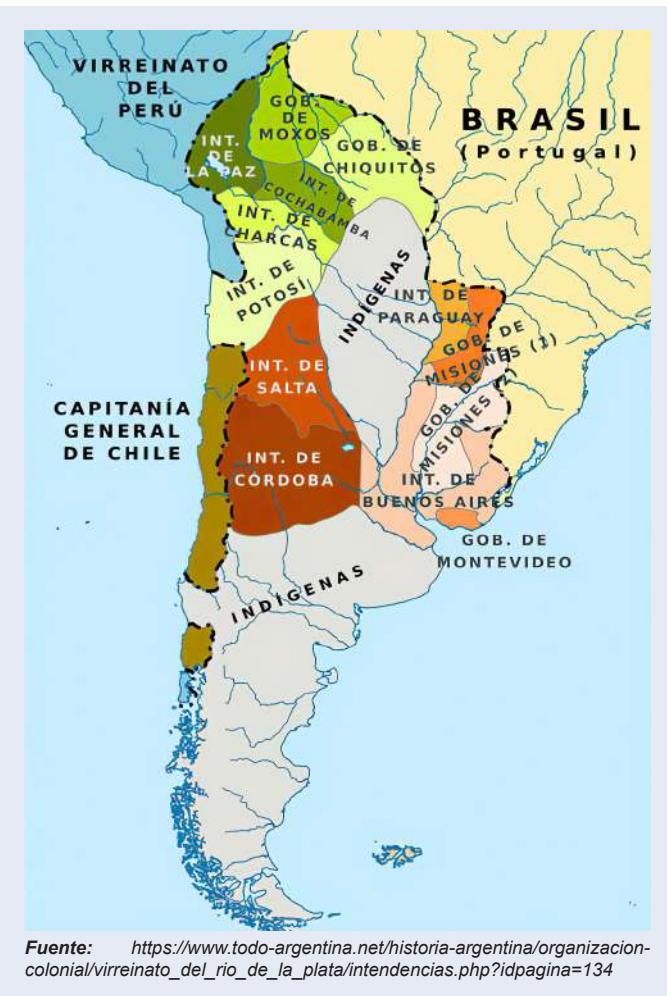 VIRREINATO
DEL
PERÚ
BRASIL
(Portugal)
GOB.
DE
MOXOS
INT.
DE
LA PAZ
GOB. DE
CHIQUITOS
INT. DE
COCHABAMBA
INT. DE
CHARCAS
INT. DE
POTOSÍ
INDÍGENAS
INT. DE
PARAGUAY
GOB. DE
MISIONES (1)
GOB. DE
MISIONES (2)
INT. DE
SALTA
CAPITANÍA
GENERAL
DE CHILE
INT. DE
CÓRDOBA
INT. DE
BUENOS AIRES
GOB. DE
MONTEVIDEO
INDÍGENAS
Fuente: https://www.todo-argentina.net/historia-argentina/organizacion-
colonial/virreinato_del_rio_de_la_plata/intendencias.php?idpagina=134